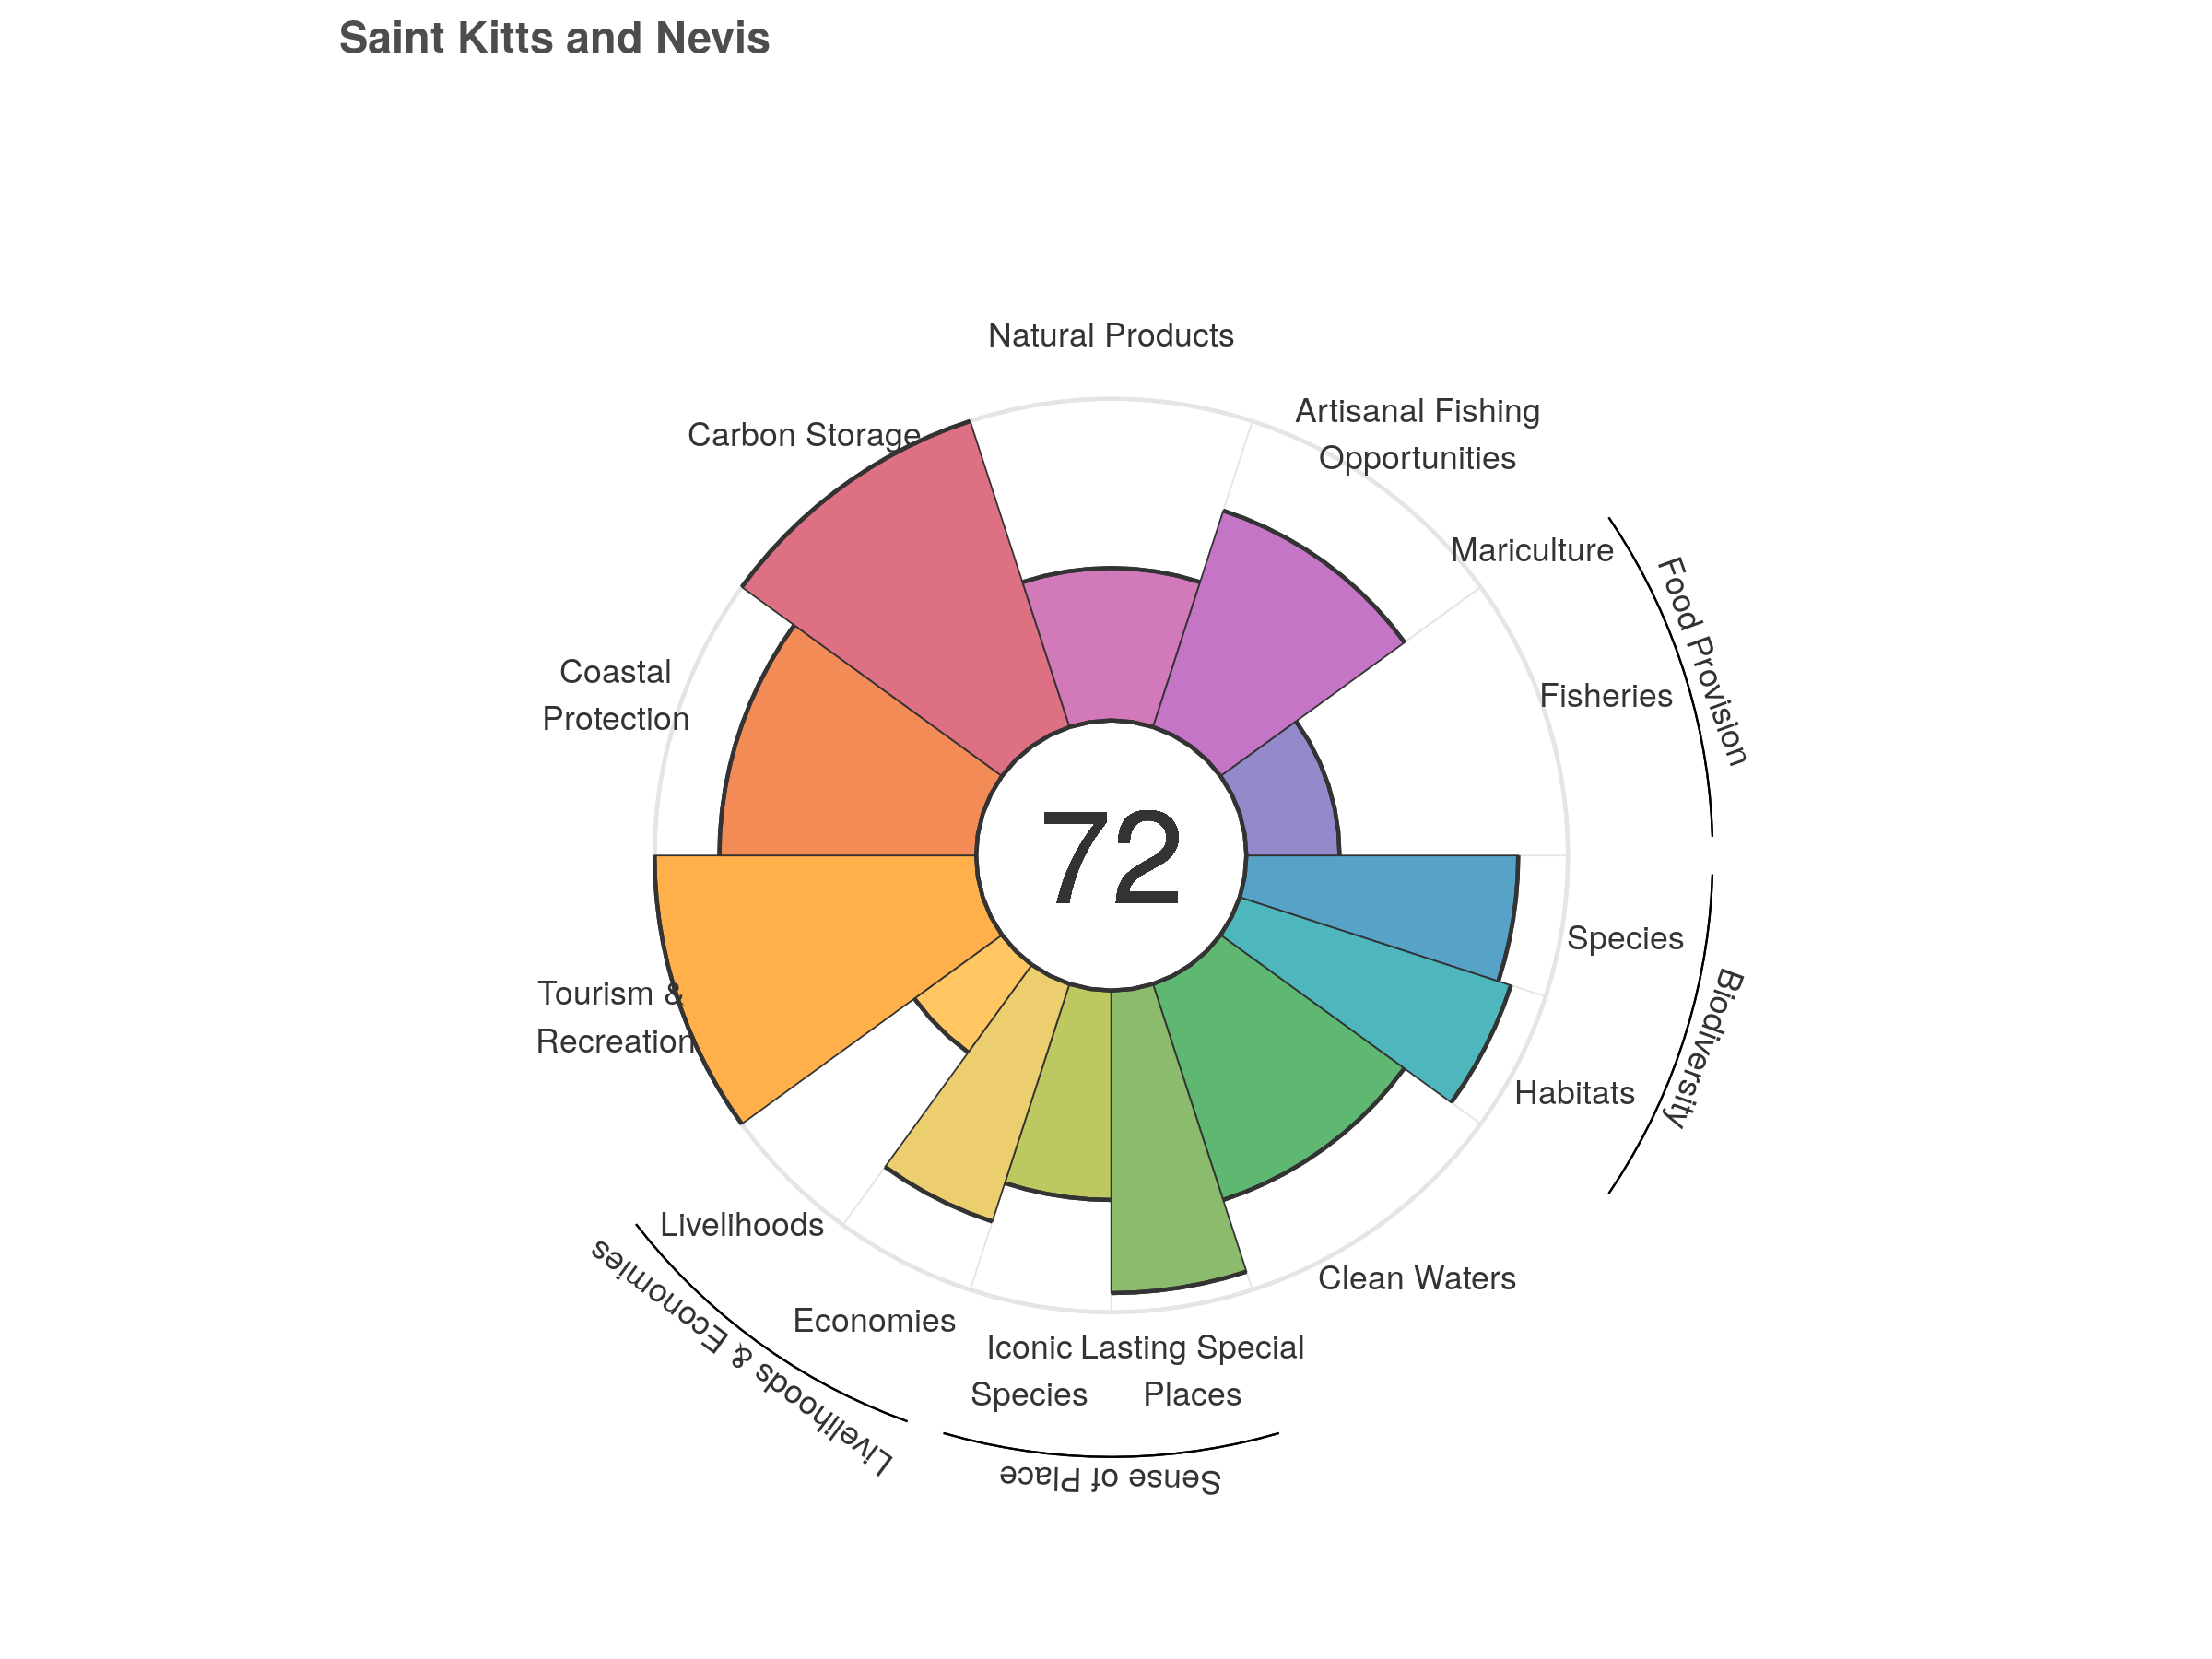 Saint Kitts and Nevis
Natural Products
Artisanal Fishing
Opportunities
Carbon Storage
Mariculture
Food Provision
Coastal
Protection
Fisheries
72
Species
Biodiversity
Tourism &
Recreation
Habitats
Livelihoods
Clean Waters
Livelihoods & Economies
Economies
Iconic
Species
Lasting Special
Places
Sense of Place